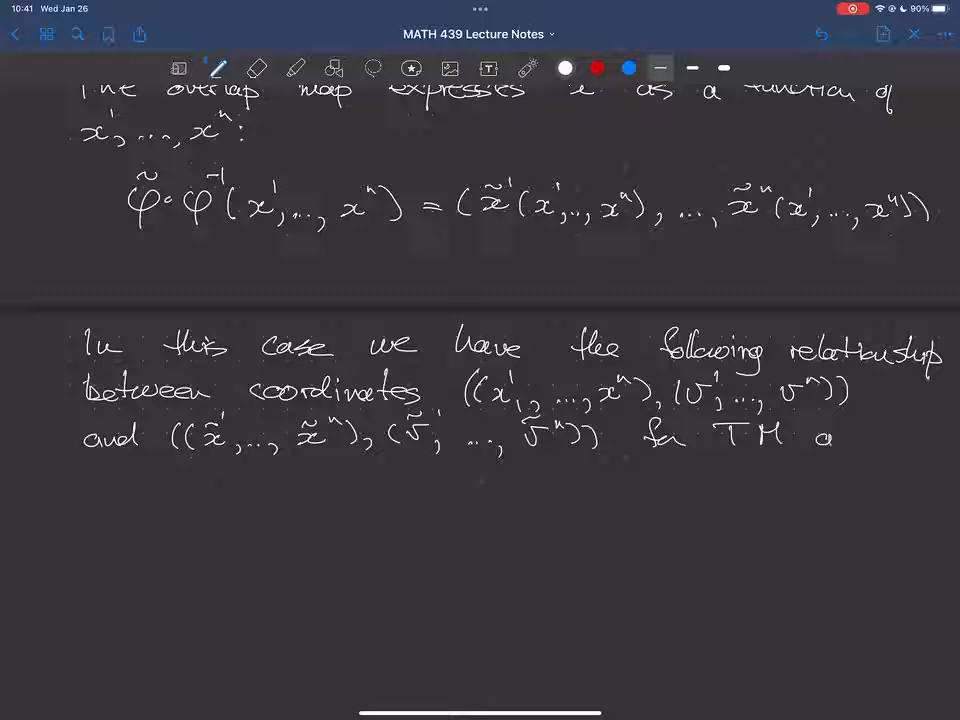 10:41 Wed Jan 26
90%
MATH 439 Lecture Notes
The overlap map expresses x̃ as a function of
x¹, ..., xⁿ:
φ̃ ∘ φ⁻¹(x¹, ..., xⁿ) = (x̃¹(x¹, .., xⁿ), ..., x̃ⁿ(x¹, .., xⁿ))
In this case we have the following relationship
between coordinates ((x¹, ..., xⁿ), (v¹, ..., vⁿ))
and ((x̃¹, ..., x̃ⁿ), (ṽ¹, ..., ṽⁿ)) for TM a